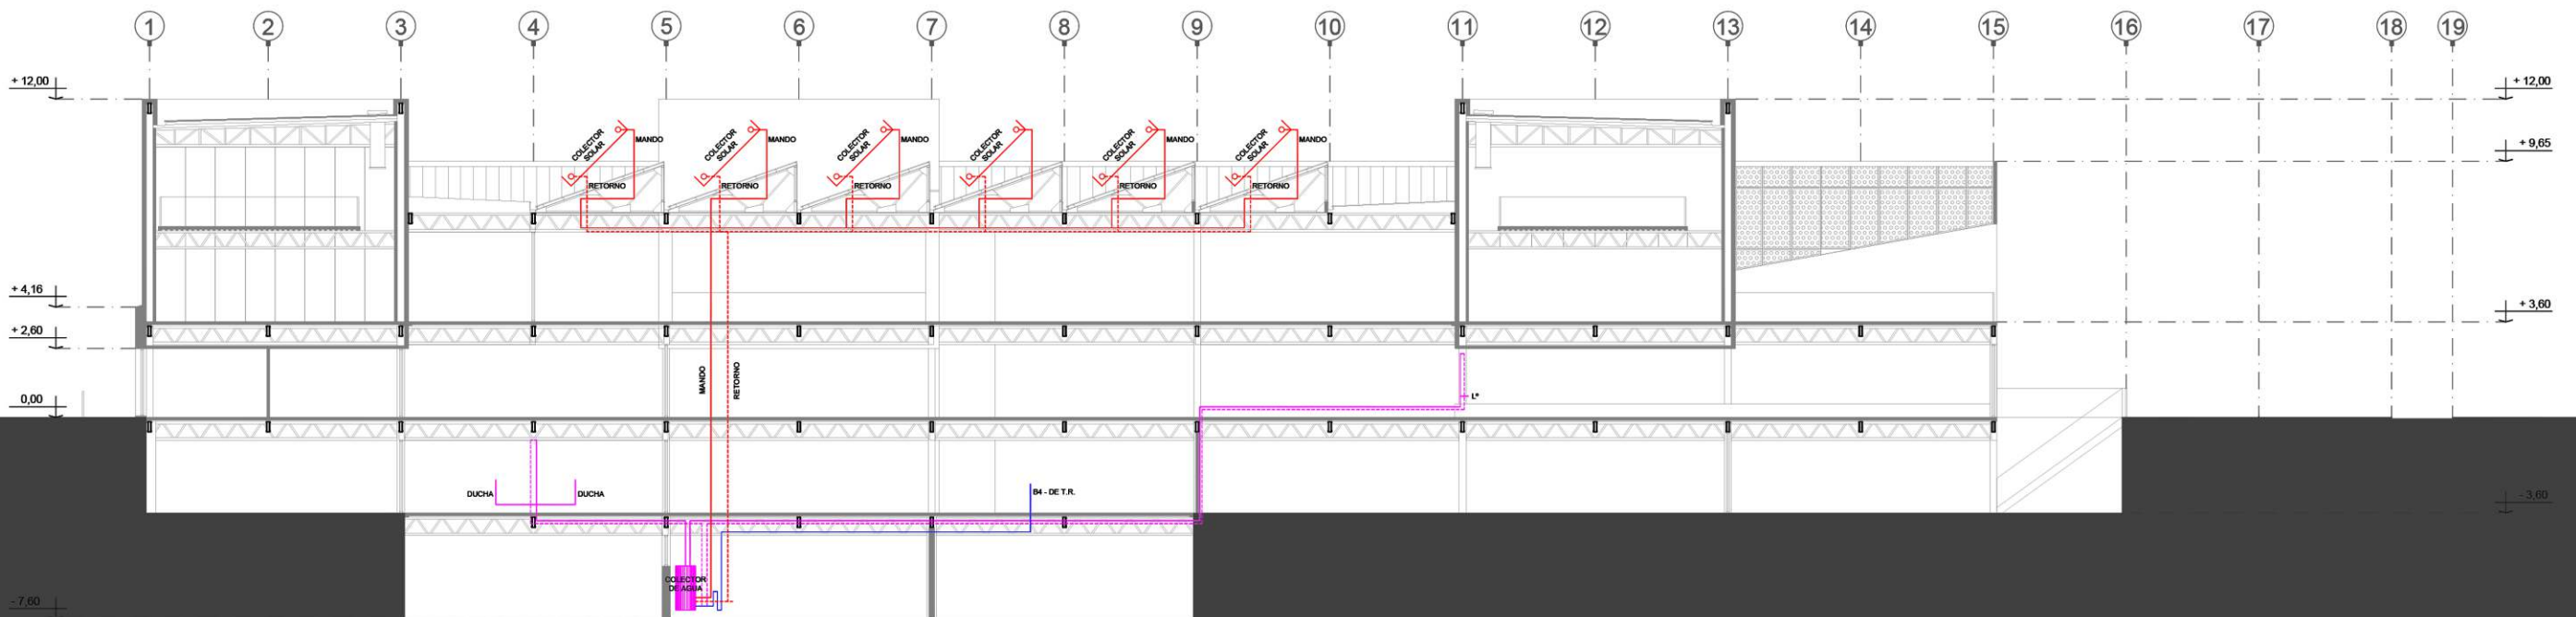 1 2 3 4 5 6 7 8 9 10 11 12 13 14 15 16 17 18 19
+ 12,00
+ 12,00
COLECTOR
SOLAR
MANDO
COLECTOR
SOLAR
MANDO
COLECTOR
SOLAR
MANDO
COLECTOR
SOLAR
COLECTOR
SOLAR
MANDO
COLECTOR
SOLAR
MANDO
+ 9,65
RETORNO
RETORNO
RETORNO
RETORNO
RETORNO
+ 4,16
+ 3,60
+ 2,60
MANDO
RETORNO
0,00
L*
DUCHA
DUCHA
B4 - DE T.R.
- 3,60
COLECTOR
DE AGUA
- 7,60